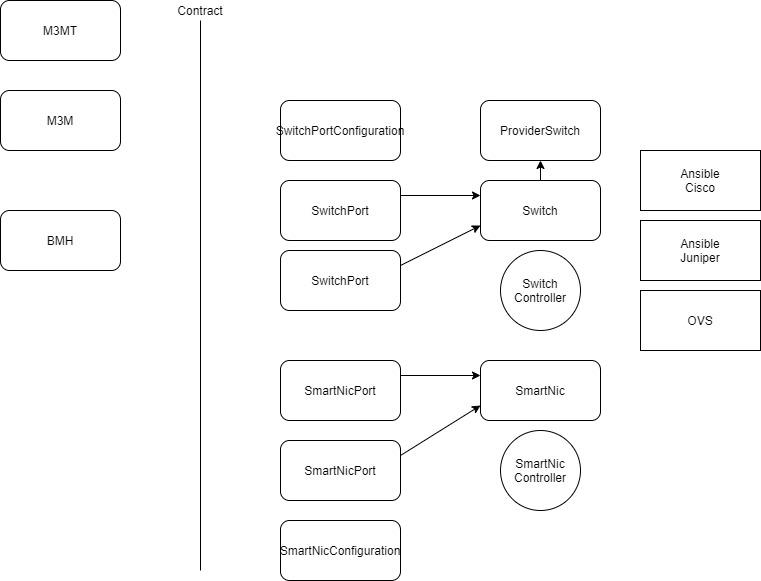 M3MT
Contract
M3M
SwitchPortConfiguration
ProviderSwitch
Ansible
Cisco
SwitchPort
Switch
BMH
Ansible
Juniper
SwitchPort
Switch
Controller
OVS
SmartNicPort
SmartNic
SmartNicPort
SmartNic
Controller
SmartNicConfiguration